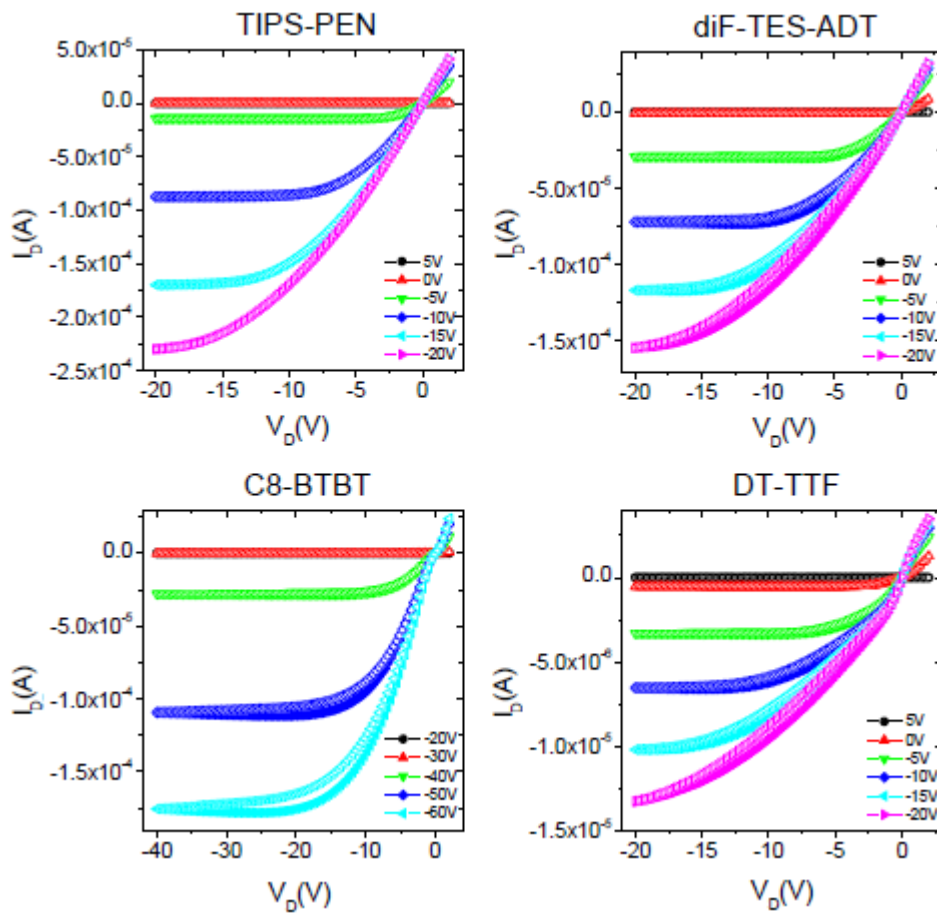 TIPS-PEN
5.0x10⁻⁵
0.0
-5.0x10⁻⁵
-1.0x10⁻⁴
-1.5x10⁻⁴
-2.0x10⁻⁴
-2.5x10⁻⁴
I_D(A)
5V
0V
-5V
-10V
-15V
-20V
-20 -15 -10 -5 0
V_D(V)
diF-TES-ADT
0.0
-5.0x10⁻⁵
-1.0x10⁻⁴
-1.5x10⁻⁴
I_D(A)
5V
0V
-5V
-10V
-15V
-20V
-20 -15 -10 -5 0
V_D(V)
C8-BTBT
0.0
-5.0x10⁻⁵
-1.0x10⁻⁴
-1.5x10⁻⁴
I_D(A)
-20V
-30V
-40V
-50V
-60V
-40 -30 -20 -10 0
V_D(V)
DT-TTF
0.0
-5.0x10⁻⁶
-1.0x10⁻⁵
-1.5x10⁻⁵
I_D(A)
5V
0V
-5V
-10V
-15V
-20V
-20 -15 -10 -5 0
V_D(V)